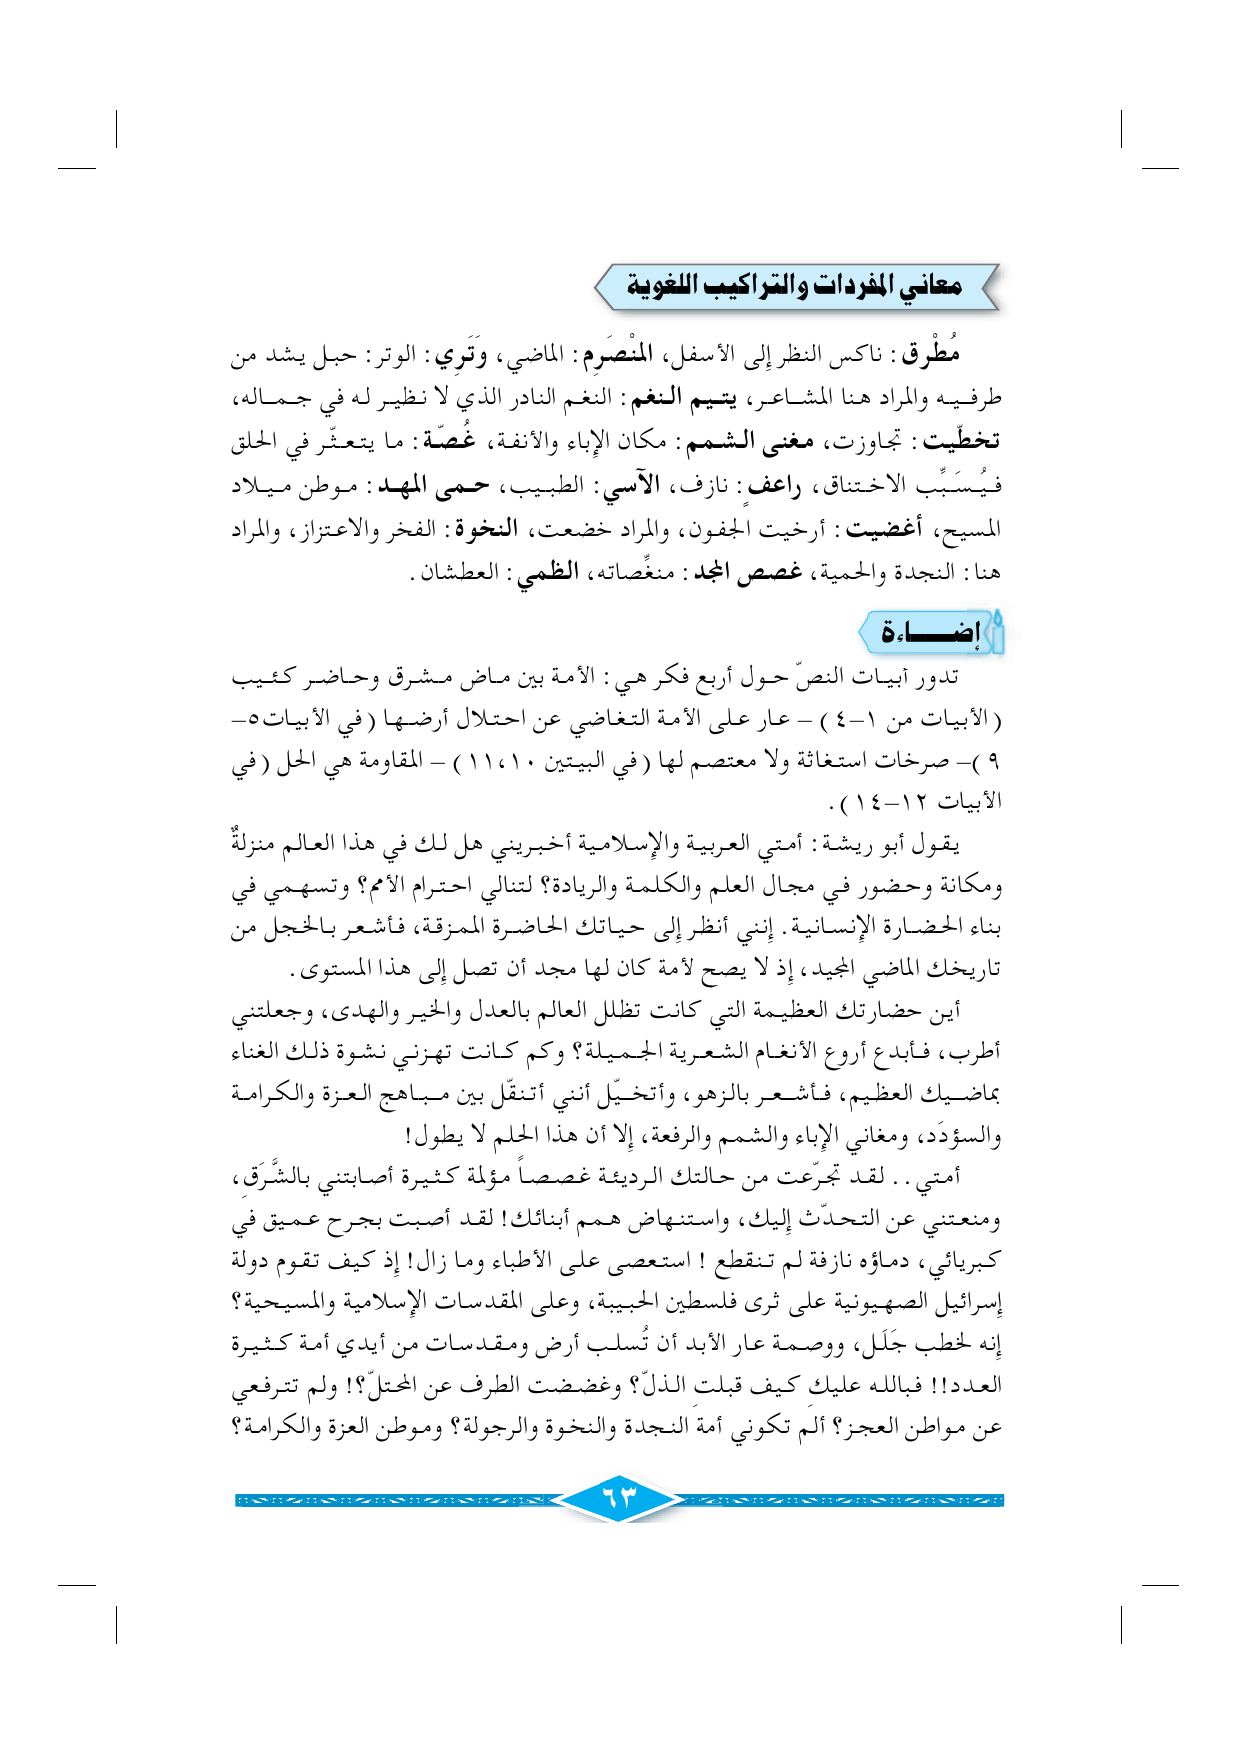 معاني المفردات والتراكيب اللغوية
مُطْرِق: ناكس النظر إلى الأسفل، المنْصَرِم: الماضي، وَتَرِي: الوتر: حبل يشد من
طرفيه والمراد هنا المشاعر، يتيم النغم: النغم النادر الذي لا نظير له في جماله،
تخطّيت: تجاوزت، مغنى الشمم: مكان الإباء والأنفة، غُصّة: ما يتعثّر في الحلق
فيُسَبِّب الاختناق، راعفٍ: نازف، الآسي: الطبيب، حمى المهد: موطن ميلاد
المسيح، أغضيت: أرخيت الجفون، والمراد خضعت، النخوة: الفخر والاعتزاز، والمراد
هنا: النجدة والحمية، غصص المجد: منغِّصاته، الظمي: العطشان.
إضاءة
تدور أبيات النصّ حول أربع فكر هي: الأمة بين ماض مشرق وحاضر كئيب
(الأبيات من ١–٤) – عار على الأمة التغاضي عن احتلال أرضها (في الأبيات٥–
٩)– صرخات استغاثة ولا معتصم لها (في البيتين ١٠،١١) – المقاومة هي الحل (في
الأبيات ١٢–١٤).
يقول أبو ريشة: أمتي العربية والإسلامية أخبريني هل لك في هذا العالم منزلةٌ
ومكانة وحضور في مجال العلم والكلمة والريادة؟ لتنالي احترام الأمم؟ وتسهمي في
بناء الحضارة الإنسانية. إنني أنظر إلى حياتك الحاضرة الممزقة، فأشعر بالخجل من
تاريخك الماضي المجيد، إذ لا يصح لأمة كان لها مجد أن تصل إلى هذا المستوى.
أين حضارتك العظيمة التي كانت تظلل العالم بالعدل والخير والهدى، وجعلتني
أطرب، فأبدع أروع الأنغام الشعرية الجميلة؟ وكم كانت تهزني نشوة ذلك الغناء
بماضيك العظيم، فأشعر بالزهو، وأتخيّل أنني أتنقّل بين مباهج العزة والكرامة
والسؤدَد، ومغاني الإباء والشمم والرفعة، إلا أن هذا الحلم لا يطول!
أمتي.. لقد تجرّعت من حالتك الرديئة غصصاً مؤلمة كثيرة أصابتني بالشَّرَقِ،
ومنعتني عن التحدّث إليك، واستنهاض همم أبنائك! لقد أصبت بجرح عميق في
كبريائي، دماؤه نازفة لم تنقطع ! استعصى على الأطباء وما زال! إذ كيف تقوم دولة
إسرائيل الصهيونية على ثرى فلسطين الحبيبة، وعلى المقدسات الإسلامية والمسيحية؟
إنه لخطب جَلَل، ووصمة عار الأبد أن تُسلب أرض ومقدسات من أيدي أمة كثيرة
العدد!! فبالله عليكِ كيف قبلتِ الذلّ؟ وغضضت الطرف عن المحتلّ؟! ولم تترفعي
عن مواطن العجز؟ ألم تكوني أمة النجدة والنخوة والرجولة؟ وموطن العزة والكرامة؟
٦٣